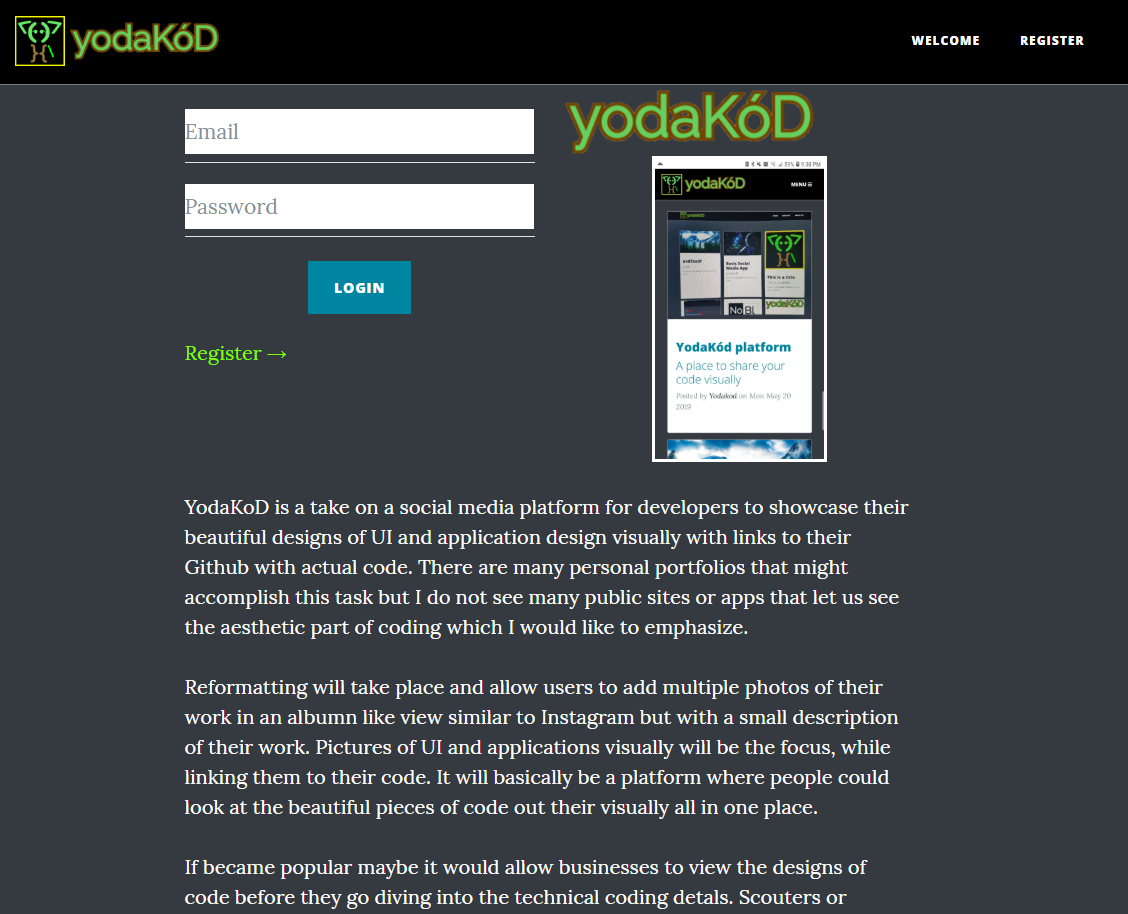 yodaKóD
WELCOME
REGISTER
Email
Password
LOGIN
Register →
yodaKóD
53% 9:30 PM
yodaKóD
MENU
yodaKóD
Basic Social
Media App
This is a title
No Bl
yodaKóD
YodaKód platform
A place to share your
code visually
Posted by Yodakod on Mon May 20
2019
YodaKoD is a take on a social media platform for developers to showcase their
beautiful designs of UI and application design visually with links to their
Github with actual code. There are many personal portfolios that might
accomplish this task but I do not see many public sites or apps that let us see
the aesthetic part of coding which I would like to emphasize.
Reformatting will take place and allow users to add multiple photos of their
work in an albumn like view similar to Instagram but with a small description
of their work. Pictures of UI and applications visually will be the focus, while
linking them to their code. It will basically be a platform where people could
look at the beautiful pieces of code out their visually all in one place.
If became popular maybe it would allow businesses to view the designs of
code before they go diving into the technical coding detals. Scouters or